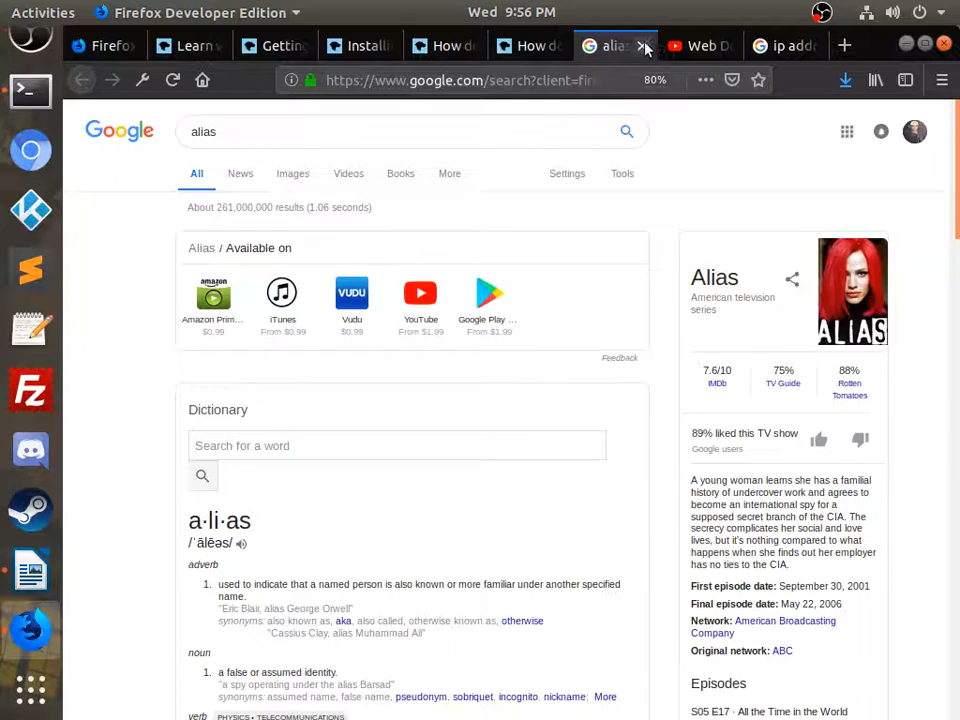 Activities Firefox Developer Edition Wed 9:56 PM
Firefo Learn Gettin Install How d How do alias Web D ip addr
https://www.google.com/search?client=fir 80%
Google alias
All News Images Videos Books More Settings Tools
About 261,000,000 results (1.06 seconds)
Alias / Available on
amazon VUDU
Amazon Prim... iTunes Vudu YouTube Google Play ...
$0.99 From $0.99 $0.99 From $1.99 From $1.99
Feedback
Dictionary
Search for a word
a·li·as
/ˈālēəs/
adverb
1. used to indicate that a named person is also known or more familiar under another specified
name.
"Eric Blair, alias George Orwell"
synonyms: also known as, aka, also called, otherwise known as, otherwise
"Cassius Clay, alias Muhammad Ali"
noun
1. a false or assumed identity.
"a spy operating under the alias Barsad"
synonyms: assumed name, false name, pseudonym, sobriquet, incognito, nickname; More
verb PHYSICS • TELECOMMUNICATIONS
Alias
American television
series
ALIAS
7.6/10 75% 88%
IMDb TV Guide Rotten
Tomatoes
89% liked this TV show
Google users
A young woman learns she has a familial
history of undercover work and agrees to
become an international spy for a
supposed secret branch of the CIA. The
secrecy complicates her social and love
lives, but it's nothing compared to what
happens when she finds out her employer
has no ties to the CIA.
First episode date: September 30, 2001
Final episode date: May 22, 2006
Network: American Broadcasting
Company
Original network: ABC
Episodes
S05 E17 · All the Time in the World